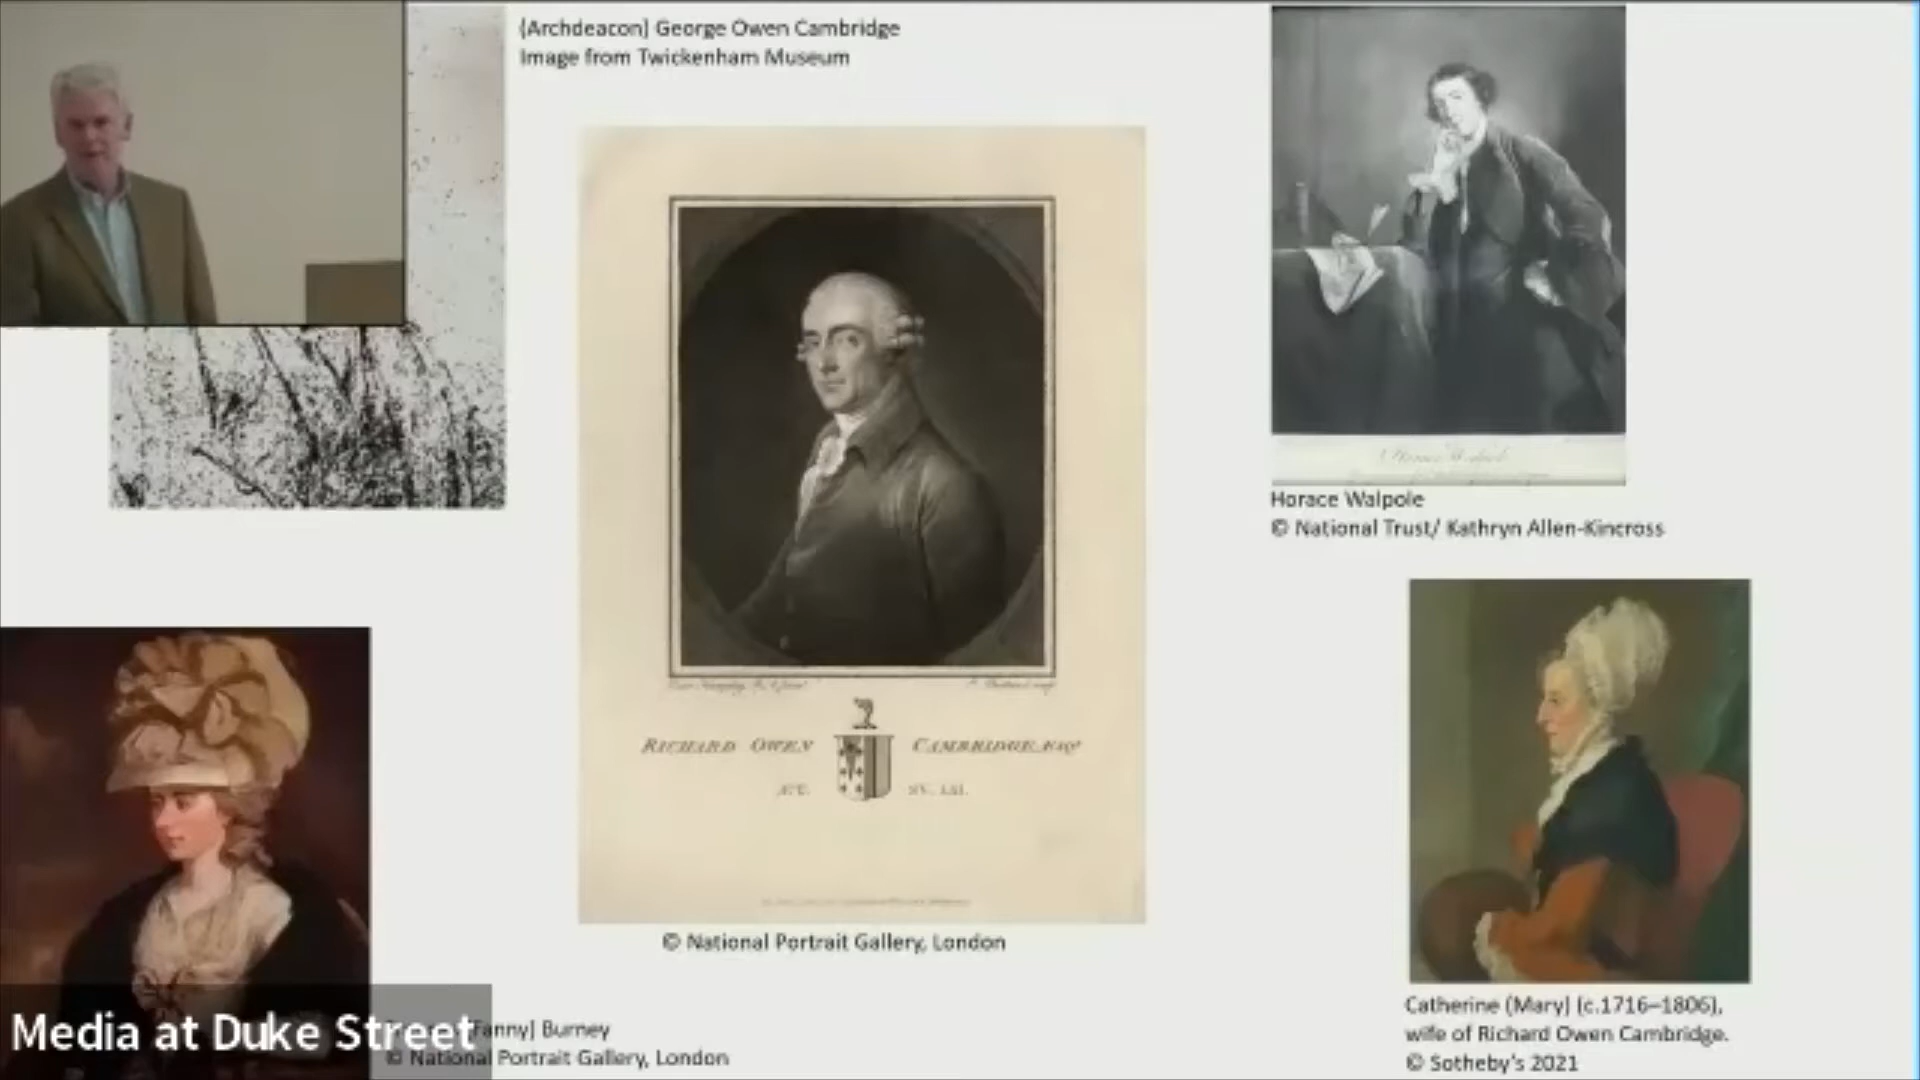 (Archdeacon) George Owen Cambridge
Image from Twickenham Museum
RICHARD OWEN CAMBRIDGE, ESQR
© National Portrait Gallery, London
Horace Walpole
© National Trust/ Kathryn Allen-Kincross
Catherine (Mary) (c.1716–1806),
wife of Richard Owen Cambridge.
© Sotheby's 2021
Fanny) Burney
© National Portrait Gallery, London
Media at Duke Street